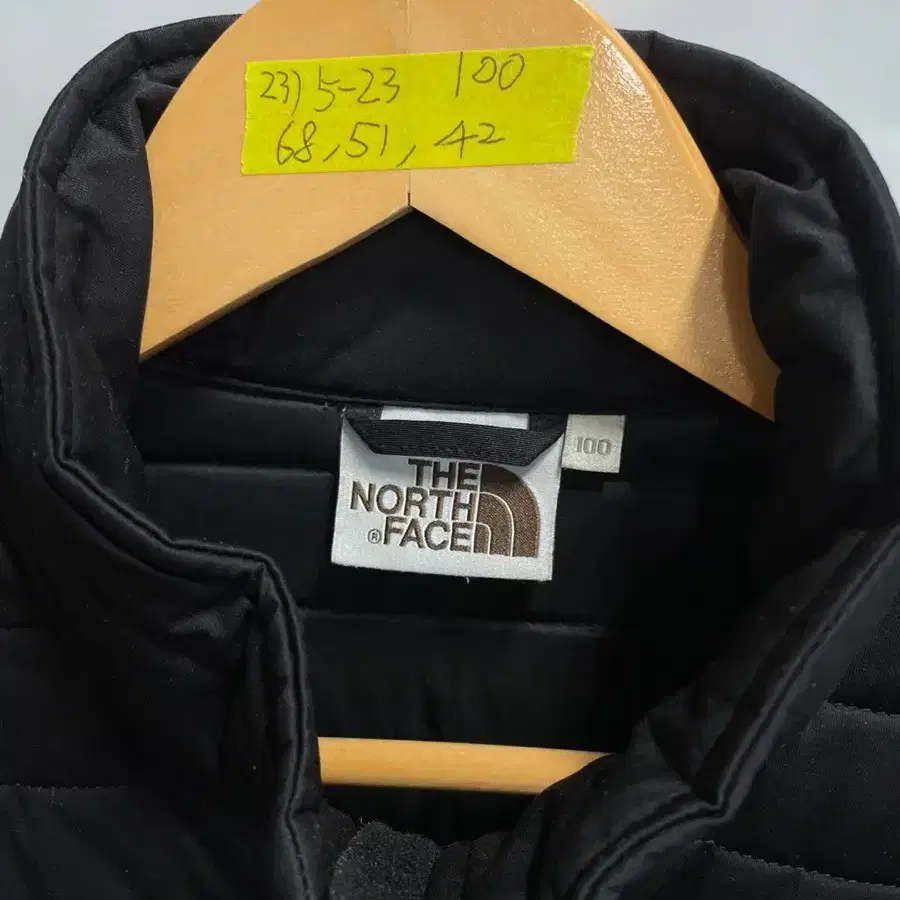 23) 5-23 100
68, 51, 42
100
THE
NORTH
® FACE